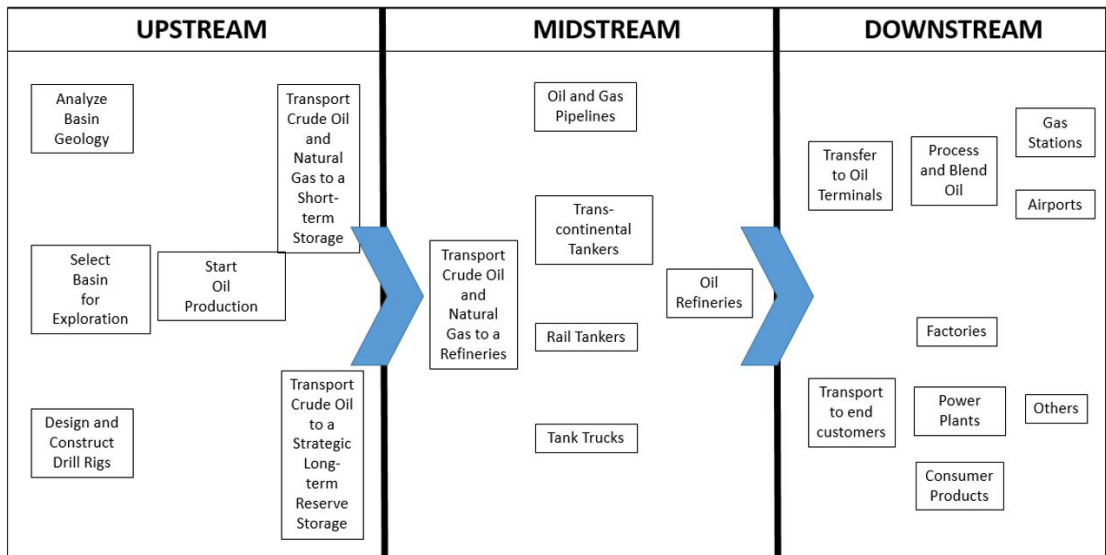 UPSTREAM
Analyze
Basin
Geology
Select
Basin
for
Exploration
Design and
Construct
Drill Rigs
Start
Oil
Production
Transport
Crude Oil
and
Natural
Gas to a
Short-
term
Storage
Transport
Crude Oil
to a
Strategic
Long-
term
Reserve
Storage
MIDSTREAM
Transport
Crude Oil
and
Natural
Gas to a
Refineries
Oil and Gas
Pipelines
Trans-
continental
Tankers
Rail Tankers
Tank Trucks
Oil
Refineries
DOWNSTREAM
Transfer
to Oil
Terminals
Process
and Blend
Oil
Gas
Stations
Airports
Transport
to end
customers
Factories
Power
Plants
Consumer
Products
Others